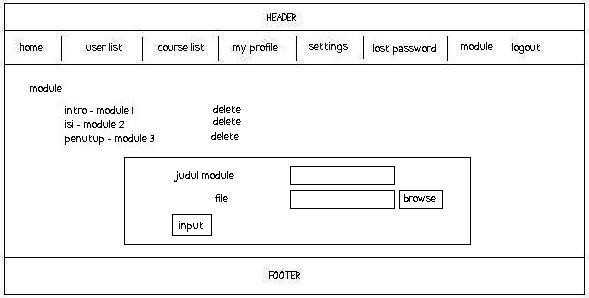 HEADER
home user list course list my profile settings lost password module logout
module
intro - module 1 delete
isi - module 2 delete
penutup - module 3 delete
judul module
file browse
input
FOOTER